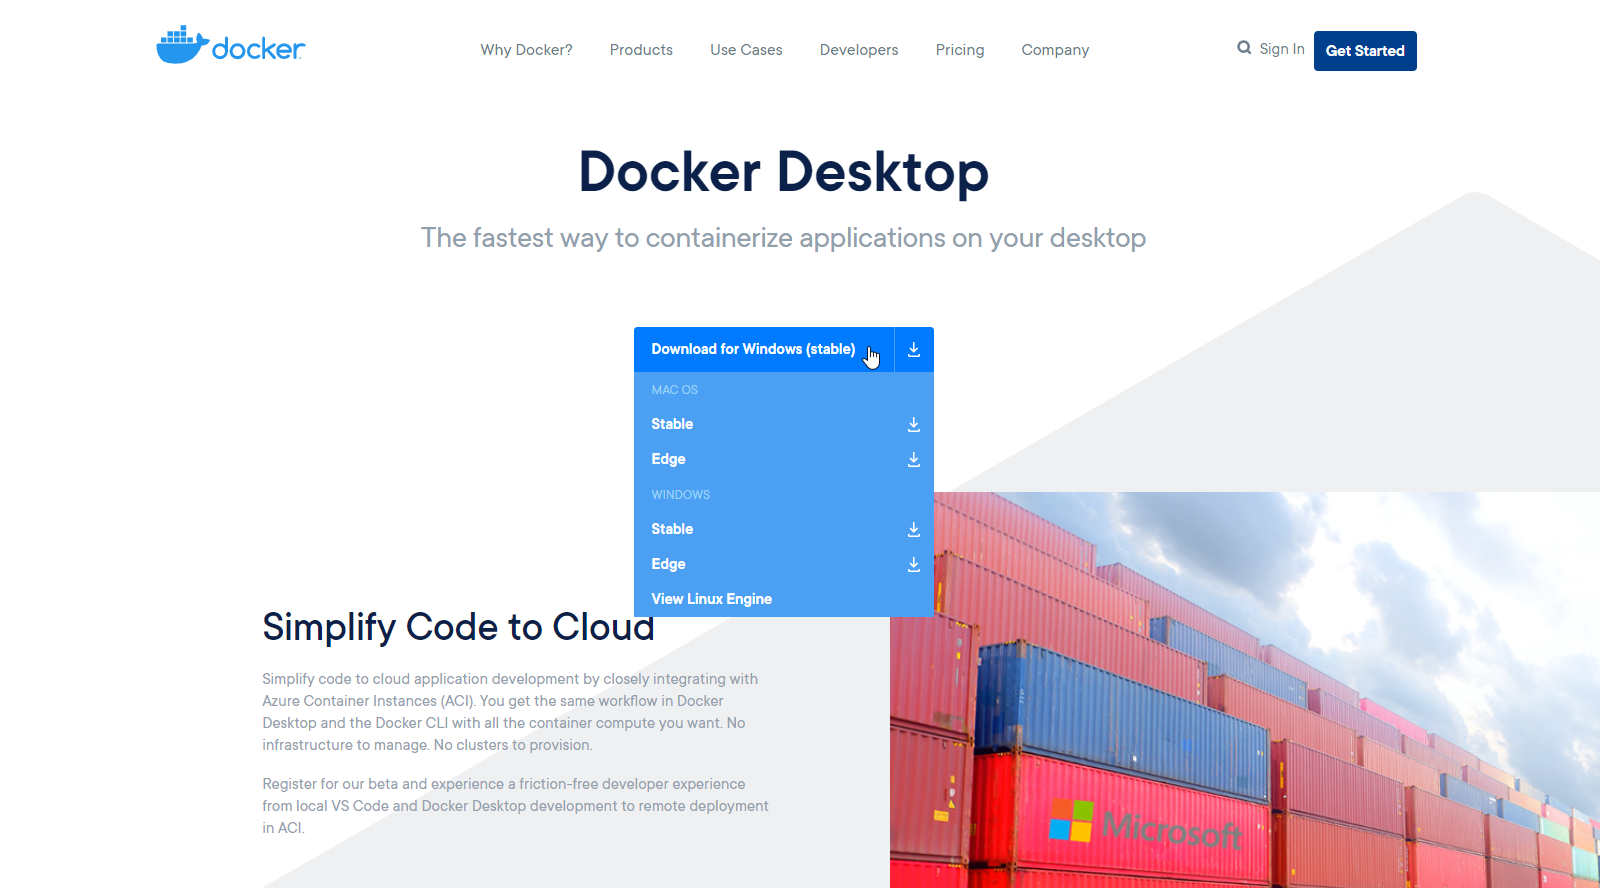 docker
Why Docker?
Products
Use Cases
Developers
Pricing
Company
Sign In
Get Started
Docker Desktop
The fastest way to containerize applications on your desktop
Download for Windows (stable)
MAC OS
Stable
Edge
WINDOWS
Stable
Edge
View Linux Engine
Simplify Code to Cloud
Simplify code to cloud application development by closely integrating with
Azure Container Instances (ACI). You get the same workflow in Docker
Desktop and the Docker CLI with all the container compute you want. No
infrastructure to manage. No clusters to provision.
Register for our beta and experience a friction-free developer experience
from local VS Code and Docker Desktop development to remote deployment
in ACI.
Microsoft